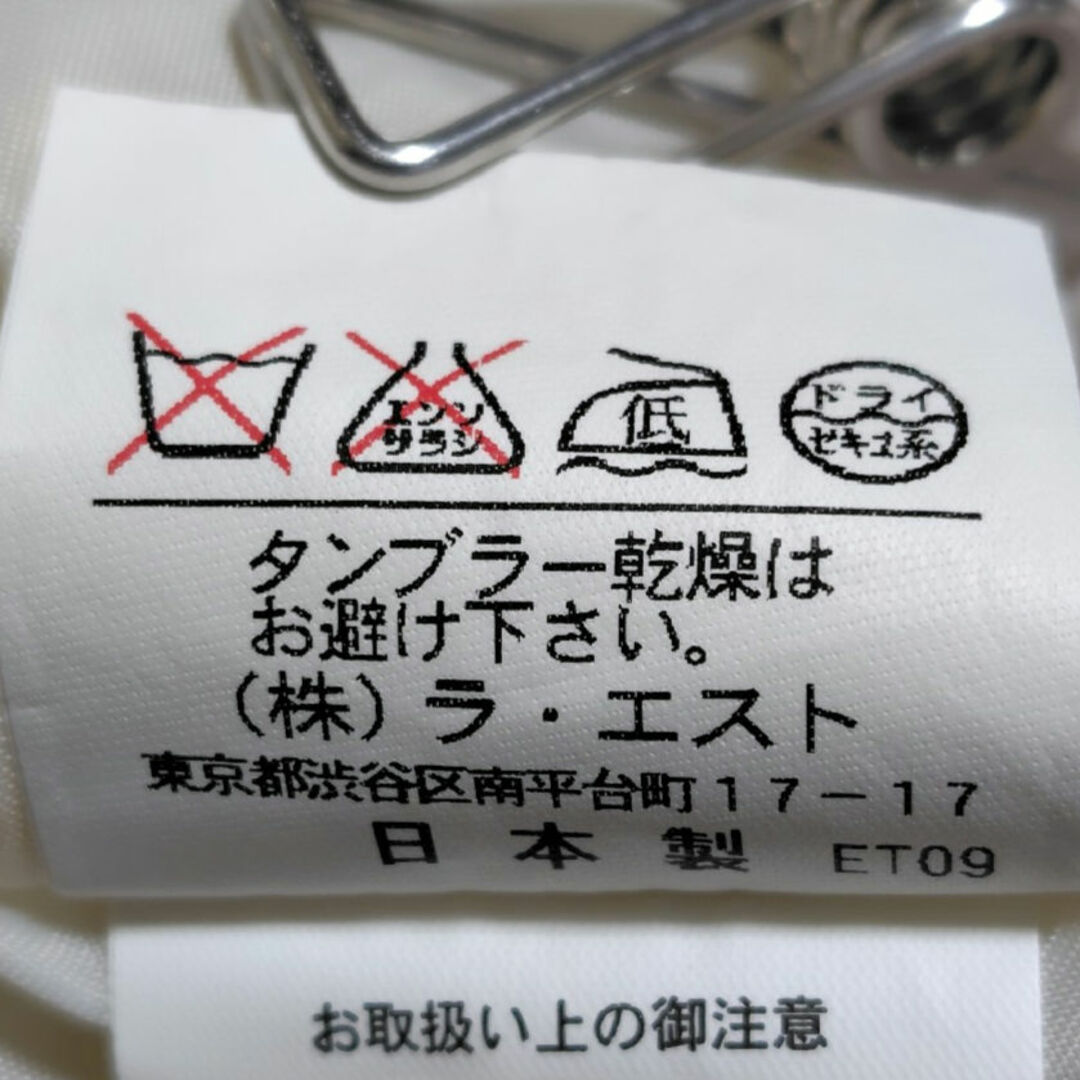 エンソ
サラシ
低
ドライ
セキユ系
タンブラー乾燥は
お避け下さい。
(株)ラ・エスト
東京都渋谷区南平台町17-17
日本製 ET09
お取扱い上の御注意